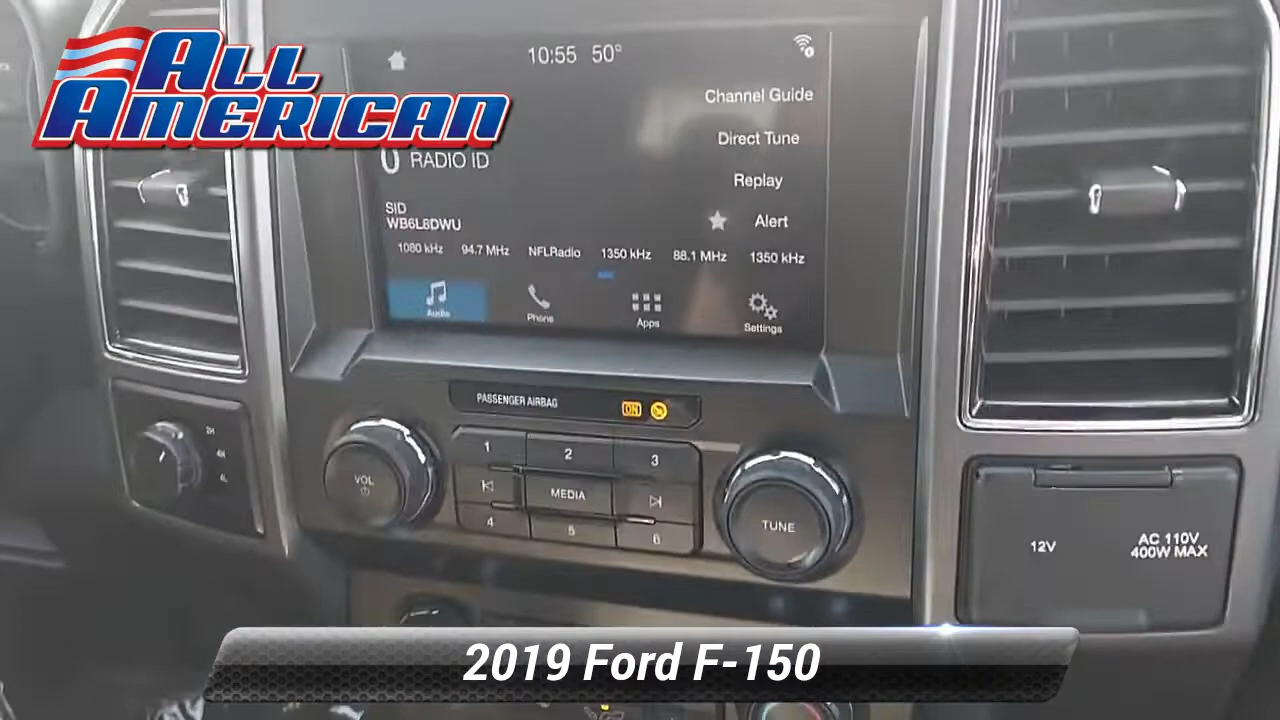 ALL
AMERICAN
10:55 50°
Channel Guide
Direct Tune
0 RADIO ID
Replay
SID
WB6L8DWU
Alert
1080 kHz 94.7 MHz NFLRadio 1350 kHz 88.1 MHz 1350 kHz
Audio Phone Apps Settings
PASSENGER AIRBAG ON
2H
4H
4L
VOL
1 2 3
MEDIA
4 5 6
TUNE
12V
AC 110V
400W MAX
2019 Ford F-150